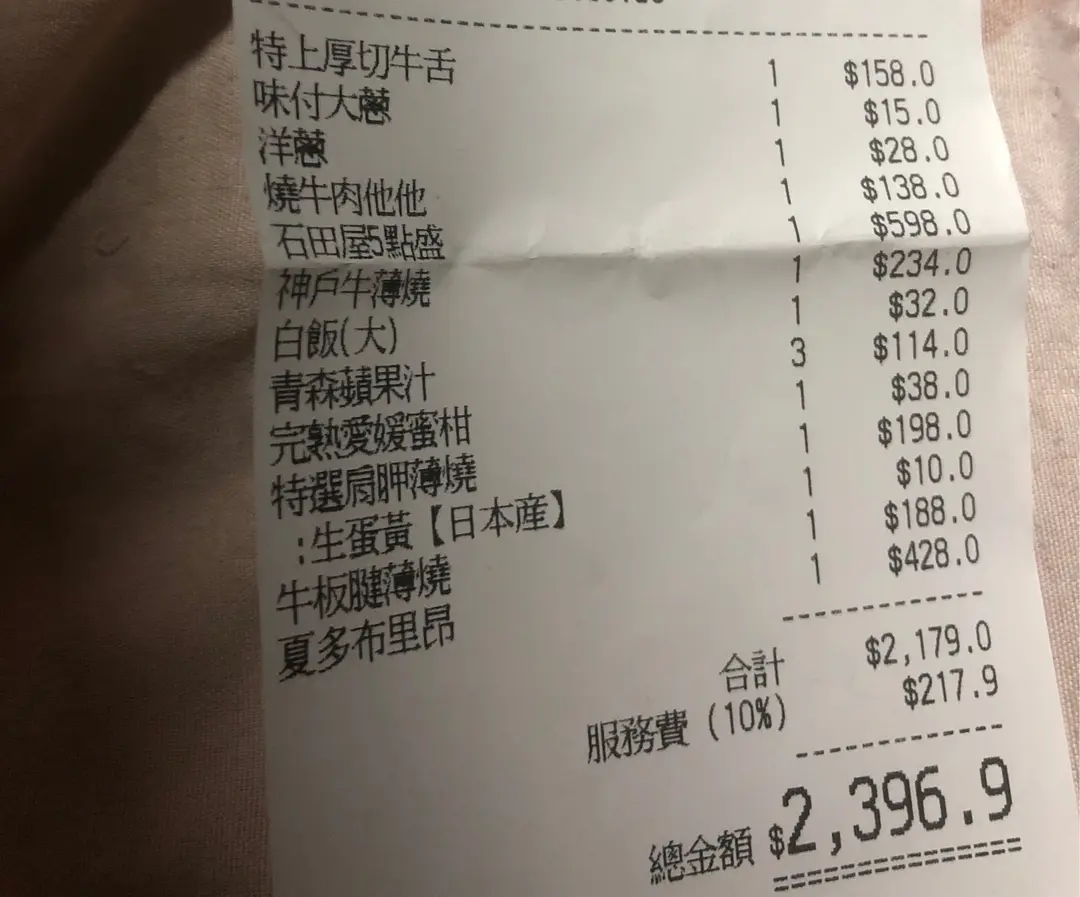 特上厚切牛舌 1 $158.0
味付大蔥 1 $15.0
洋蔥 1 $28.0
燒牛肉他他 1 $138.0
石田屋5點盛 1 $598.0
神戶牛薄燒 1 $234.0
白飯(大) 1 $32.0
青森蘋果汁 3 $114.0
完熟愛媛蜜柑 1 $38.0
特選肩胛薄燒 1 $198.0
:生蛋黃【日本産】 1 $10.0
牛板腱薄燒 1 $188.0
夏多布里昂 1 $428.0
合計 $2,179.0
服務費 (10%) $217.9
總金額 $2,396.9